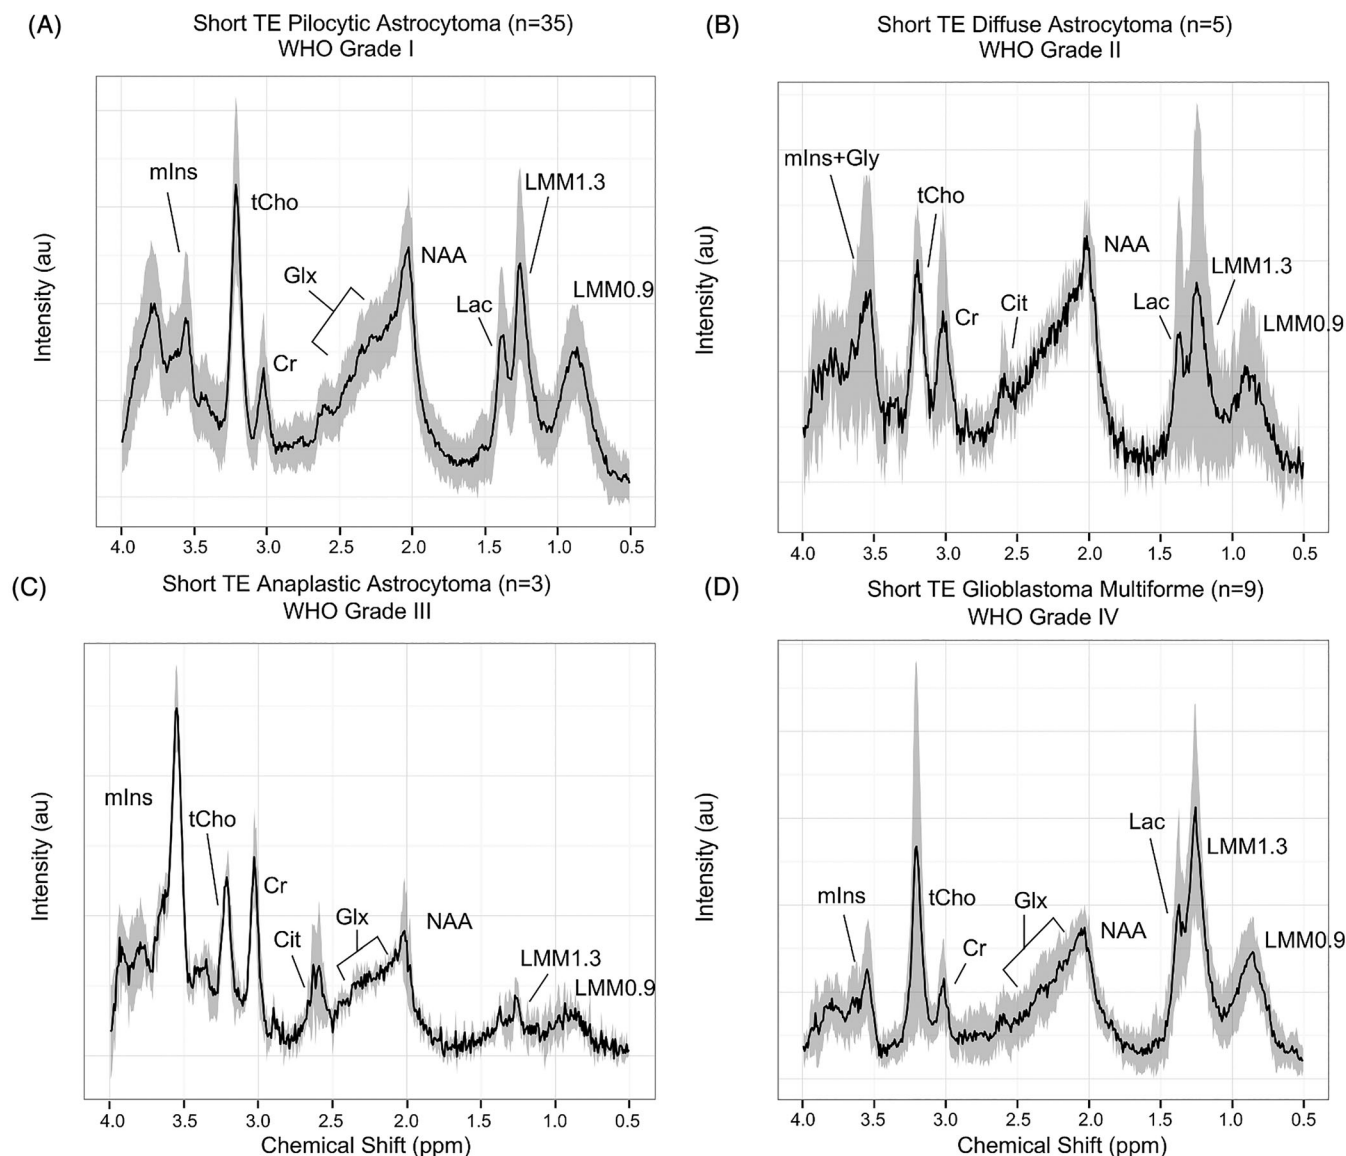 (A)
Short TE Pilocytic Astrocytoma (n=35)
WHO Grade I
Intensity (au)
mIns
tCho
Cr
Glx
NAA
Lac
LMM1.3
LMM0.9
4.0 3.5 3.0 2.5 2.0 1.5 1.0 0.5
(B)
Short TE Diffuse Astrocytoma (n=5)
WHO Grade II
Intensity (au)
mIns+Gly
tCho
Cr
Cit
NAA
Lac
LMM1.3
LMM0.9
4.0 3.5 3.0 2.5 2.0 1.5 1.0 0.5
(C)
Short TE Anaplastic Astrocytoma (n=3)
WHO Grade III
Intensity (au)
mIns
tCho
Cr
Cit
Glx
NAA
LMM1.3
LMM0.9
4.0 3.5 3.0 2.5 2.0 1.5 1.0 0.5
Chemical Shift (ppm)
(D)
Short TE Glioblastoma Multiforme (n=9)
WHO Grade IV
Intensity (au)
mIns
tCho
Cr
Glx
NAA
Lac
LMM1.3
LMM0.9
4.0 3.5 3.0 2.5 2.0 1.5 1.0 0.5
Chemical Shift (ppm)